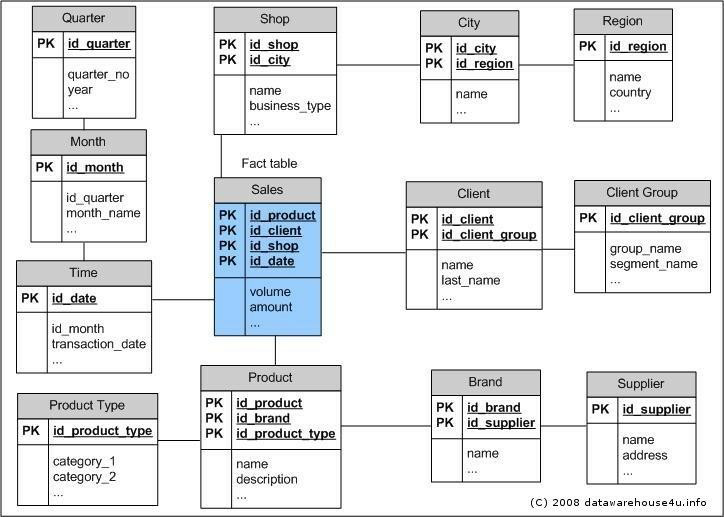 Quarter
PK id_quarter
quarter_no
year
...
Shop
PK id_shop
PK id_city
name
business_type
...
City
PK id_city
PK id_region
name
...
Region
PK id_region
name
country
...
Month
PK id_month
id_quarter
month_name
...
Fact table
Sales
PK id_product
PK id_client
PK id_shop
PK id_date
volume
amount
...
Client
PK id_client
PK id_client_group
name
last_name
...
Client Group
PK id_client_group
group_name
segment_name
...
Time
PK id_date
id_month
transaction_date
...
Product Type
PK id_product_type
category_1
category_2
...
Product
PK id_product
PK id_brand
PK id_product_type
name
description
...
Brand
PK id_brand
PK id_supplier
name
...
Supplier
PK id_supplier
name
address
...
(C) 2008 datawarehouse4u.info